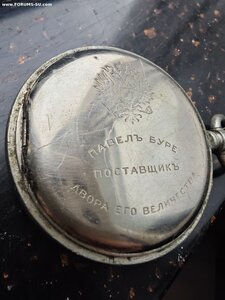 www.FORUMS-SU.com
ПАВЕЛЪ БУРЕ
ПОСТАВЩИКЪ
ДВОРА ЕГО ВЕЛИЧЕСТВА